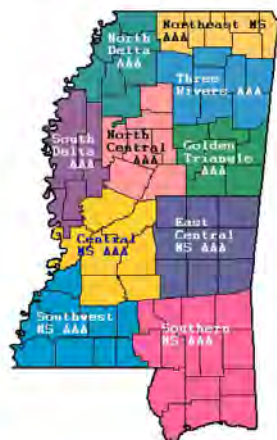 Northeast MS
AAA
North
Delta
AAA
Three
Rivers AAA
South
Delta
AAA
North
Central
AAA
Golden
Triangle
AAA
Central
MS AAA
East
Central
MS AAA
Southwest
MS AAA
Southern
MS AAA